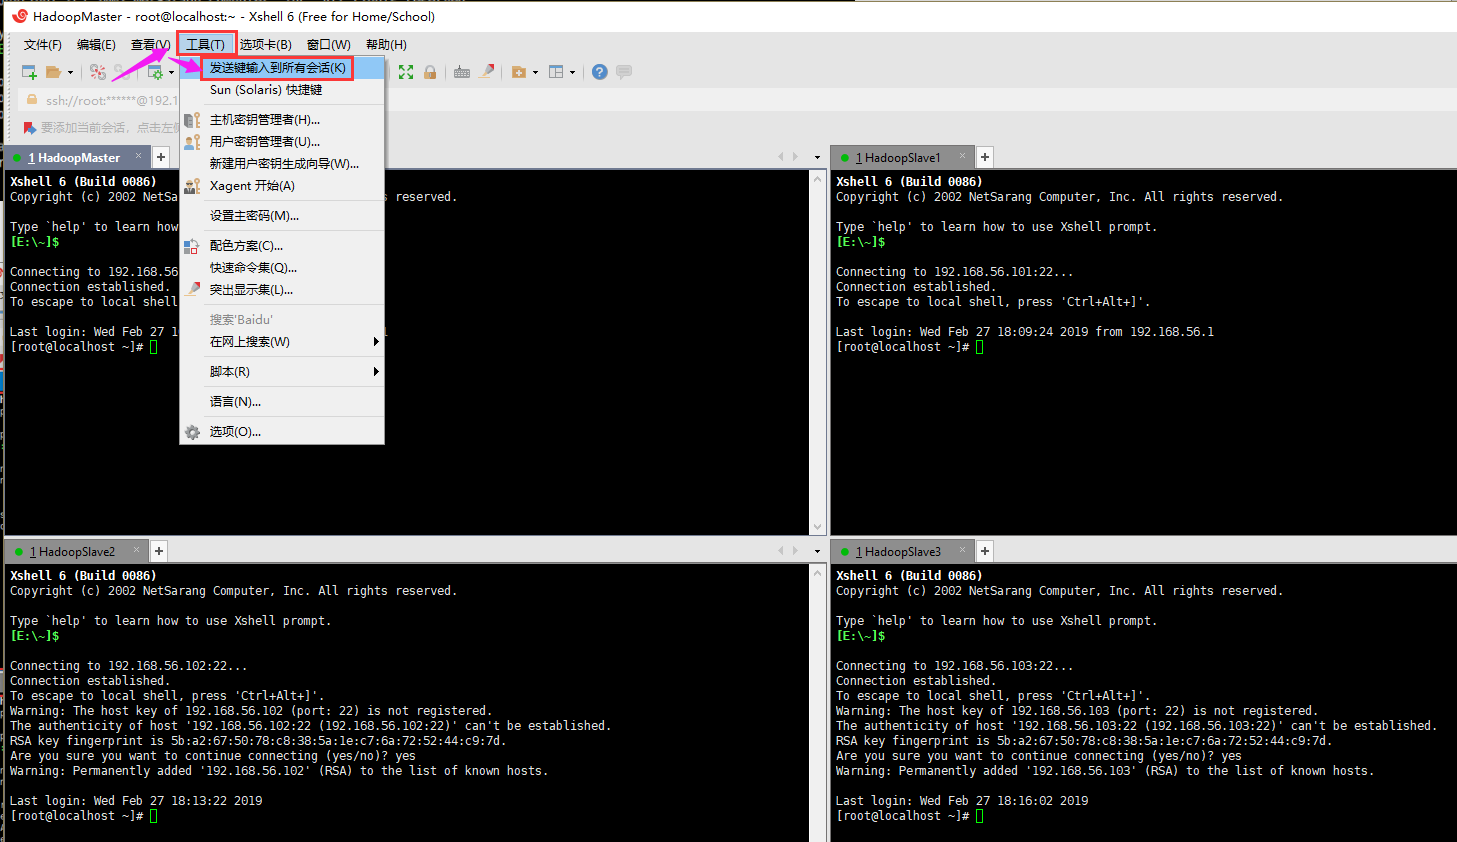 HadoopMaster - root@localhost:~ - Xshell 6 (Free for Home/School)
文件(F) 编辑(E) 查看(V) 工具(T) 选项卡(B) 窗口(W) 帮助(H)
发送键输入到所有会话(K)
Sun (Solaris) 快捷键
主机密钥管理者(H)...
用户密钥管理者(U)...
新建用户密钥生成向导(W)...
Xagent 开始(A)
设置主密码(M)...
配色方案(C)...
快速命令集(Q)...
突出显示集(L)...
搜索'Baidu'
在网上搜索(W)
脚本(R)
语言(N)...
选项(O)...
ssh://root:******@192.1
要添加当前会话，点击左侧
1 HadoopMaster
Xshell 6 (Build 0086)
Copyright (c) 2002 NetSa s reserved.
Type `help' to learn how
[E:\~]$
Connecting to 192.168.56
Connection established.
To escape to local shell
Last login: Wed Feb 27 1 1
[root@localhost ~]#
1 HadoopSlave1
Xshell 6 (Build 0086)
Copyright (c) 2002 NetSarang Computer, Inc. All rights reserved.
Type `help' to learn how to use Xshell prompt.
[E:\~]$
Connecting to 192.168.56.101:22...
Connection established.
To escape to local shell, press 'Ctrl+Alt+]'.
Last login: Wed Feb 27 18:09:24 2019 from 192.168.56.1
[root@localhost ~]#
1 HadoopSlave2
Xshell 6 (Build 0086)
Copyright (c) 2002 NetSarang Computer, Inc. All rights reserved.
Type `help' to learn how to use Xshell prompt.
[E:\~]$
Connecting to 192.168.56.102:22...
Connection established.
To escape to local shell, press 'Ctrl+Alt+]'.
Warning: The host key of 192.168.56.102 (port: 22) is not registered.
The authenticity of host '192.168.56.102:22 (192.168.56.102:22)' can't be established.
RSA key fingerprint is 5b:a2:67:50:78:c8:38:5a:1e:c7:6a:72:52:44:c9:7d.
Are you sure you want to continue connecting (yes/no)? yes
Warning: Permanently added '192.168.56.102' (RSA) to the list of known hosts.
Last login: Wed Feb 27 18:13:22 2019
[root@localhost ~]#
1 HadoopSlave3
Xshell 6 (Build 0086)
Copyright (c) 2002 NetSarang Computer, Inc. All rights reserved.
Type `help' to learn how to use Xshell prompt.
[E:\~]$
Connecting to 192.168.56.103:22...
Connection established.
To escape to local shell, press 'Ctrl+Alt+]'.
Warning: The host key of 192.168.56.103 (port: 22) is not registered.
The authenticity of host '192.168.56.103:22 (192.168.56.103:22)' can't be established.
RSA key fingerprint is 5b:a2:67:50:78:c8:38:5a:1e:c7:6a:72:52:44:c9:7d.
Are you sure you want to continue connecting (yes/no)? yes
Warning: Permanently added '192.168.56.103' (RSA) to the list of known hosts.
Last login: Wed Feb 27 18:16:02 2019
[root@localhost ~]#